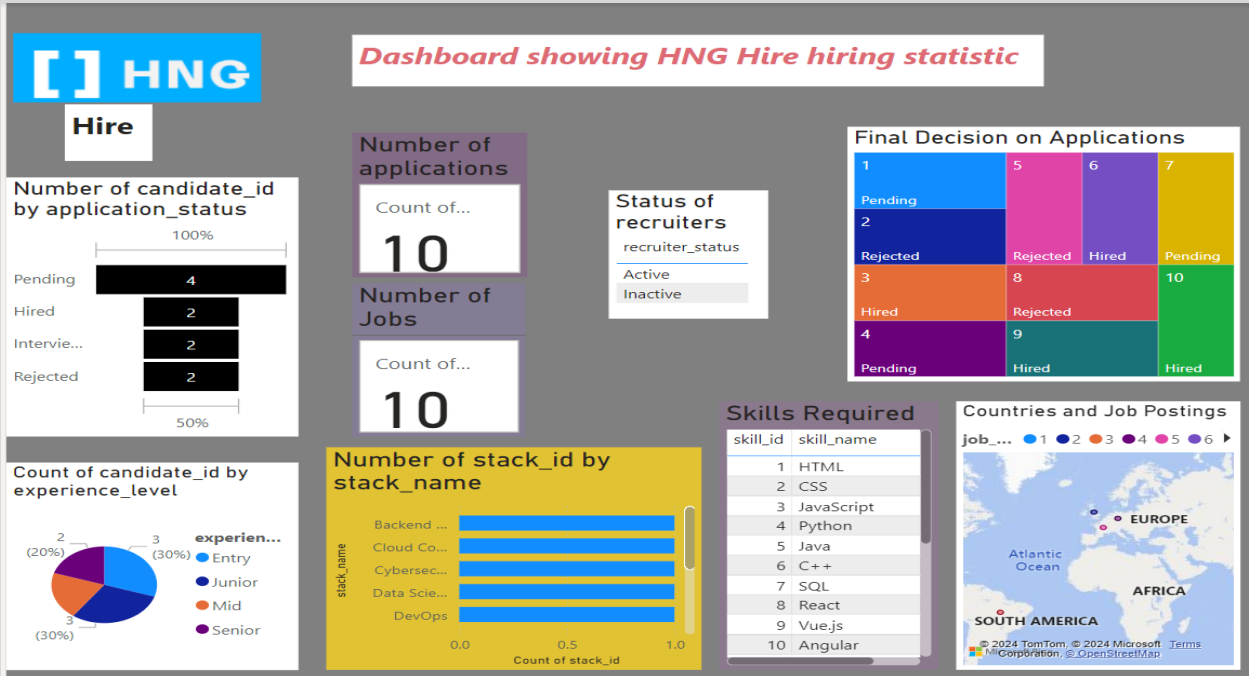 [ ] HNG
Hire
Dashboard showing HNG Hire hiring statistic
Number of candidate_id
by application_status
100%
Pending
4
Hired
2
Intervie...
2
Rejected
2
50%
Count of candidate_id by
experience_level
2
(20%)
3
(30%)
3
(30%)
experien...
Entry
Junior
Mid
Senior
Number of
applications
Count of...
10
Number of
Jobs
Count of...
10
Number of stack_id by
stack_name
stack_name
Backend ...
Cloud Co...
Cybersec...
Data Scie...
DevOps
0.0 0.5 1.0
Count of stack_id
Status of
recruiters
recruiter_status
Active
Inactive
Skills Required
skill_id skill_name
1 HTML
2 CSS
3 JavaScript
4 Python
5 Java
6 C++
7 SQL
8 React
9 Vue.js
10 Angular
Final Decision on Applications
1
Pending
2
Rejected
3
Hired
4
Pending
5
Rejected
6
Hired
7
Pending
8
Rejected
9
Hired
10
Hired
Countries and Job Postings
job_... 1 2 3 4 5 6
EUROPE
Atlantic
Ocean
AFRICA
SOUTH AMERICA
© 2024 TomTom, © 2024 Microsoft Terms
Corporation, © OpenStreetMap